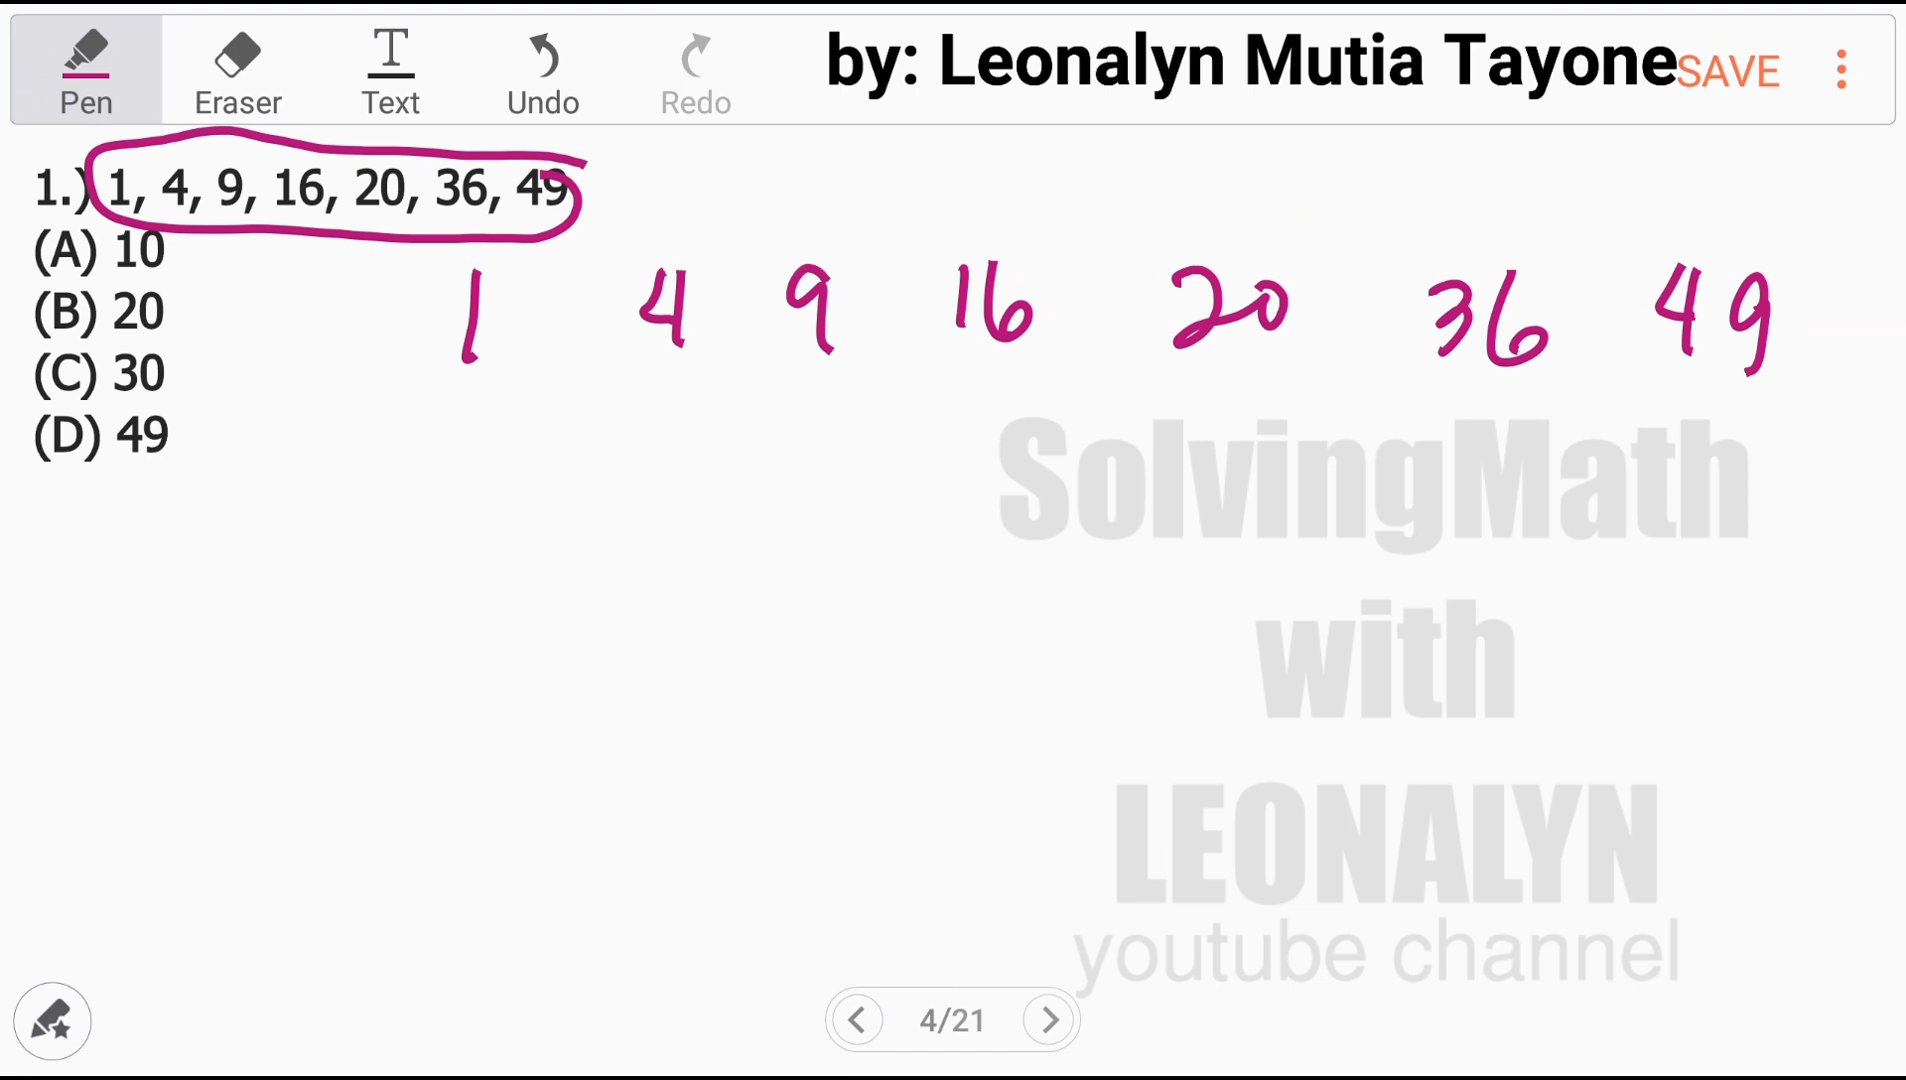 Pen Eraser Text Undo Redo by: Leonalyn Mutia Tayone SAVE
1.) 1, 4, 9, 16, 20, 36, 49
(A) 10
1 4 9 16 20 36 49
(B) 20
(C) 30
(D) 49
SolvingMath
with
LEONALYN
youtube channel
4/21